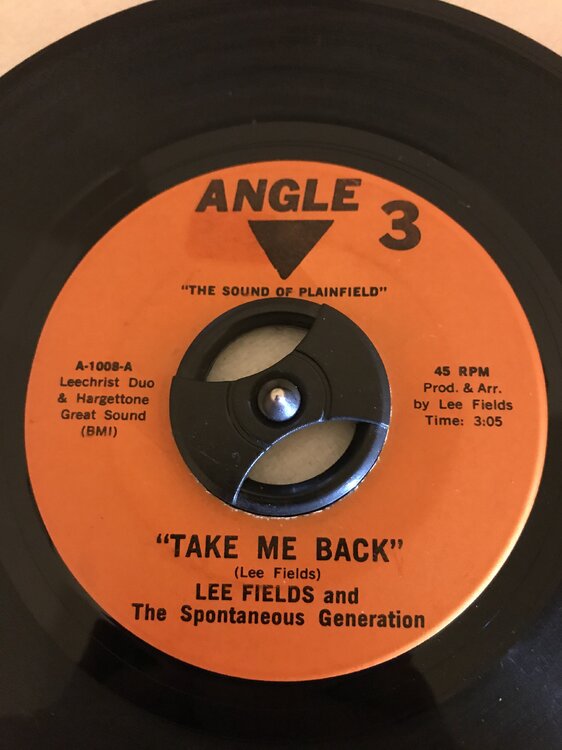 ANGLE 3
"THE SOUND OF PLAINFIELD"
A-1008-A
Leechrist Duo
& Hargettone
Great Sound
(BMI)
45 RPM
Prod. & Arr.
by Lee Fields
Time: 3:05
"TAKE ME BACK"
(Lee Fields)
LEE FIELDS and
The Spontaneous Generation